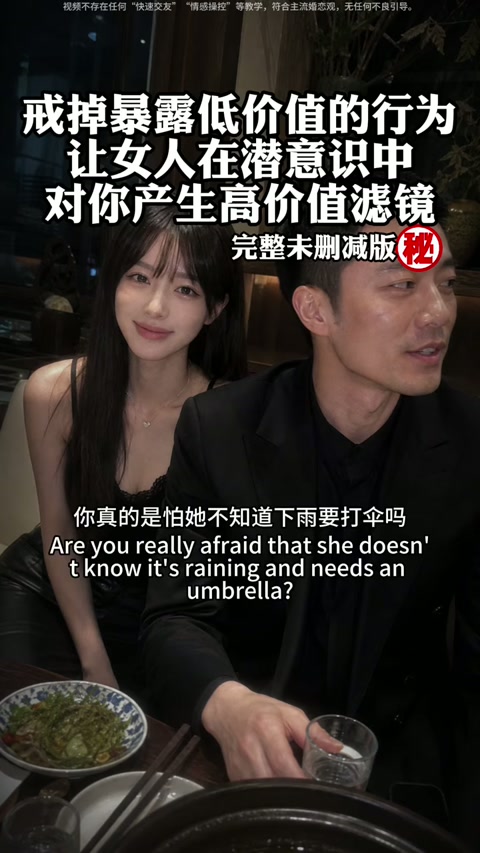 视频不存在任何“快速交友”“情感操控”等教学，符合主流婚恋观，无任何不良引导。
戒掉暴露低价值的行为
让女人在潜意识中
对你产生高价值滤镜
完整未删减版 秘
你真的是怕她不知道下雨要打伞吗
Are you really afraid that she doesn'
t know it's raining and needs an
umbrella?